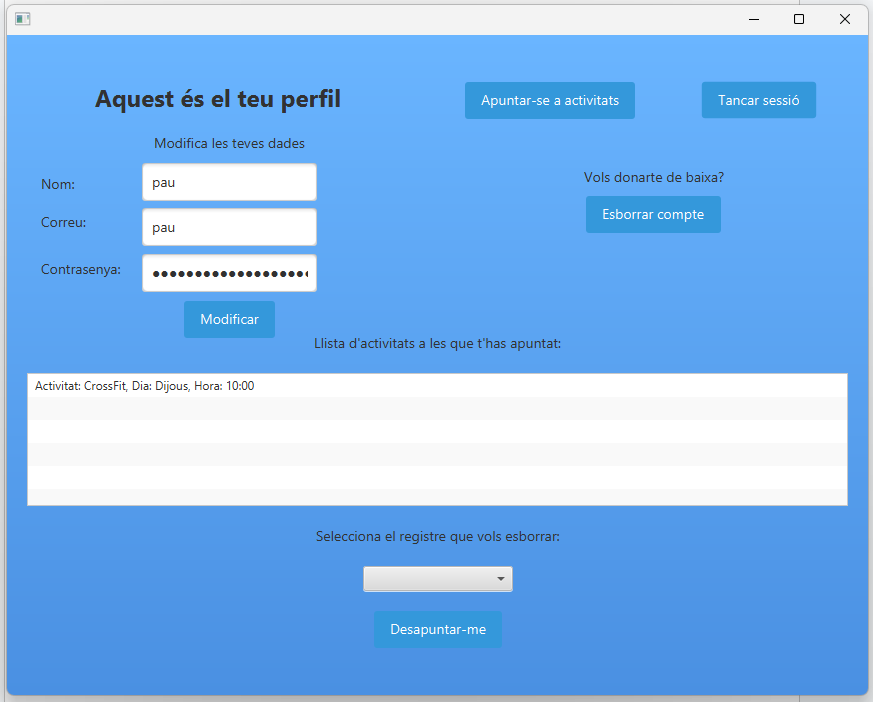 Aquest és el teu perfil
Apuntar-se a activitats
Tancar sessió
Modifica les teves dades
Nom:
pau
Vols donarte de baixa?
Correu:
pau
Esborrar compte
Contrasenya:
Modificar
Llista d'activitats a les que t'has apuntat:
Activitat: CrossFit, Dia: Dijous, Hora: 10:00
Selecciona el registre que vols esborrar:
Desapuntar-me